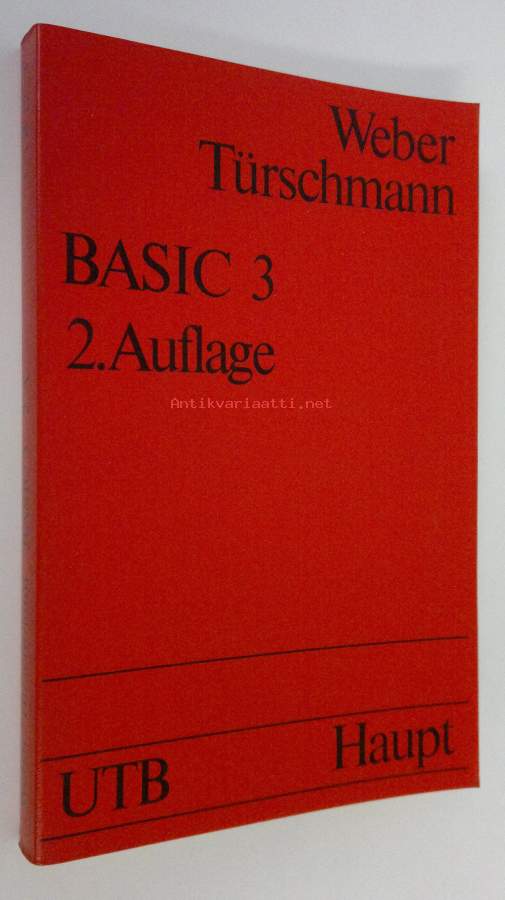 Weber
Türschmann
BASIC 3
2.Auflage
Antikvariaatti.net
Haupt
UTB